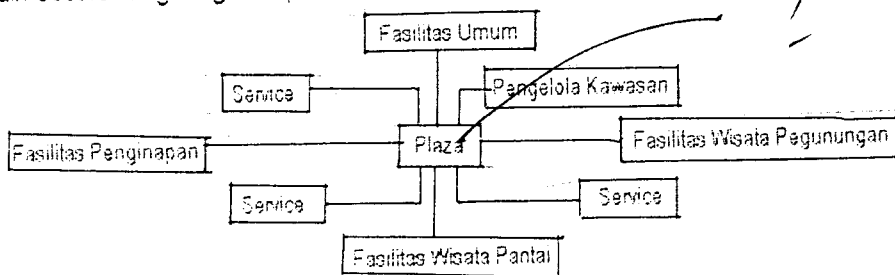 Fasilitas Umum
Service
Pengelola Kawasan
Fasilitas Penginapan
Plaza
Fasilitas Wisata Pegunungan
Service
Service
Fasilitas Wisata Pantai